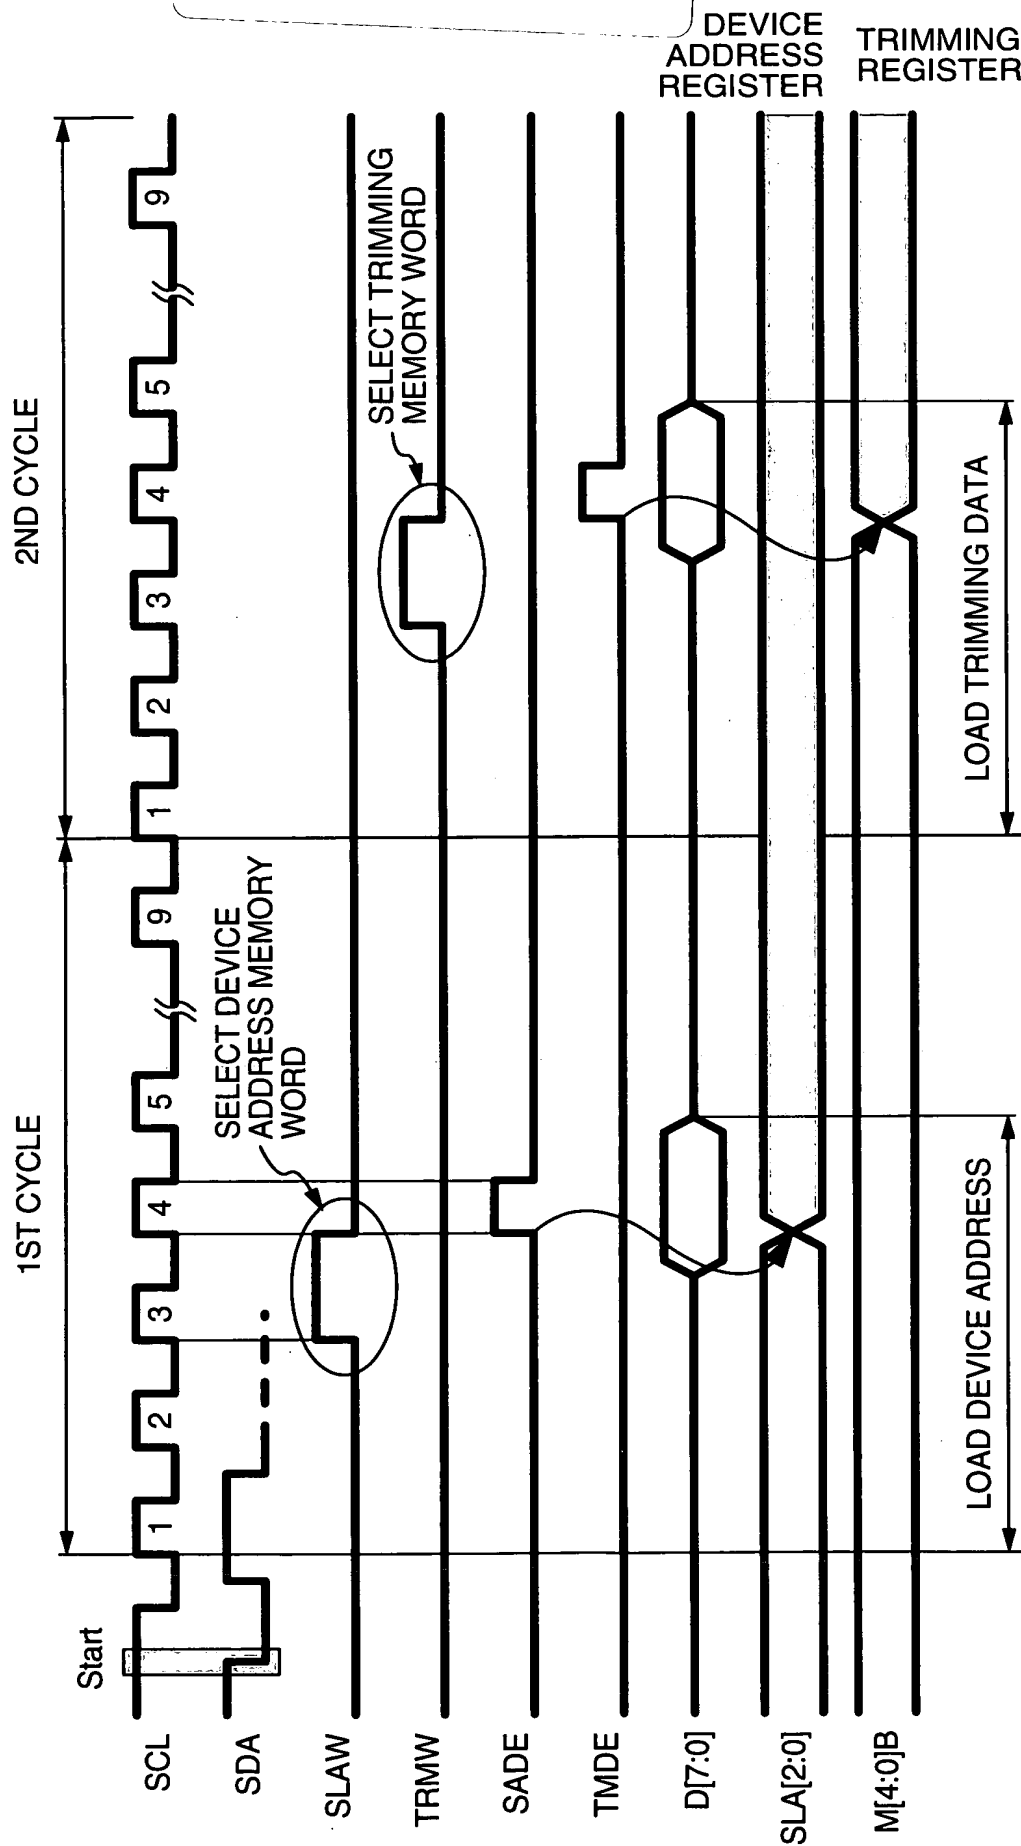 1ST CYCLE
2ND CYCLE
Start
SCL
1
2
3
4
5
9
1
2
3
4
5
9
SDA
SELECT DEVICE
ADDRESS MEMORY
WORD
SLAW
SELECT TRIMMING
MEMORY WORD
TRMW
SADE
TMDE
D[7:0]
DEVICE
ADDRESS
REGISTER
SLA[2:0]
TRIMMING
REGISTER
M[4:0]B
LOAD DEVICE ADDRESS
LOAD TRIMMING DATA